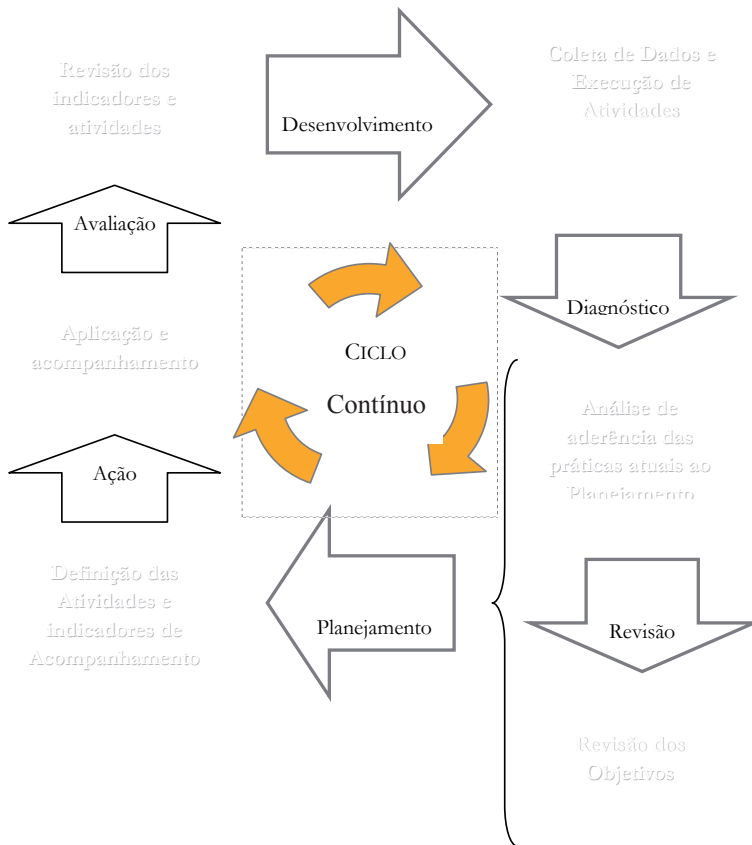 Revisão dos
indicadores e
atividades
Desenvolvimento
Coleta de Dados e
Execução de
Atividades
Avaliação
Diagnóstico
Aplicação e
acompanhamento
CICLO
Contínuo
Análise de
aderência das
práticas atuais ao
Planejamento
Ação
Definição das
Atividades e
indicadores de
Acompanhamento
Planejamento
Revisão
Revisão dos
Objetivos